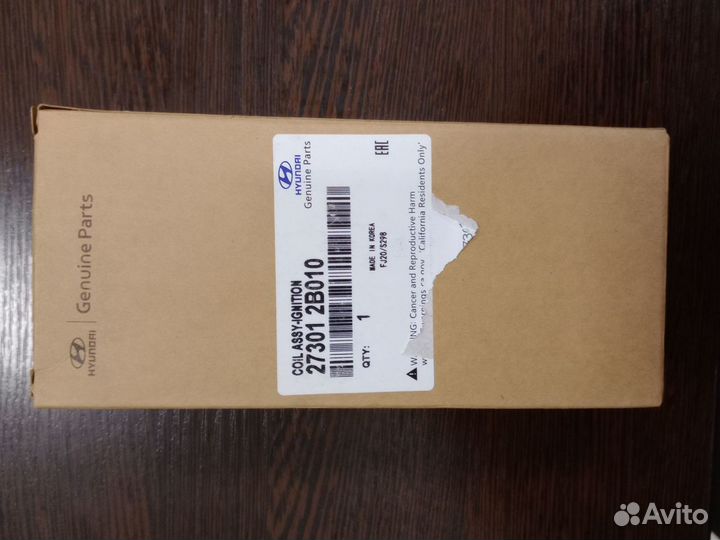 HYUNDAI
Genuine Parts
HYUNDAI
Genuine Parts
EAC
COIL ASSY-IGNITION
27301 2B010
MADE IN KOREA
FJ20/S298
QTY: 1
WARNING: Cancer and Reproductive Harm
'California Residents Only'
Avito